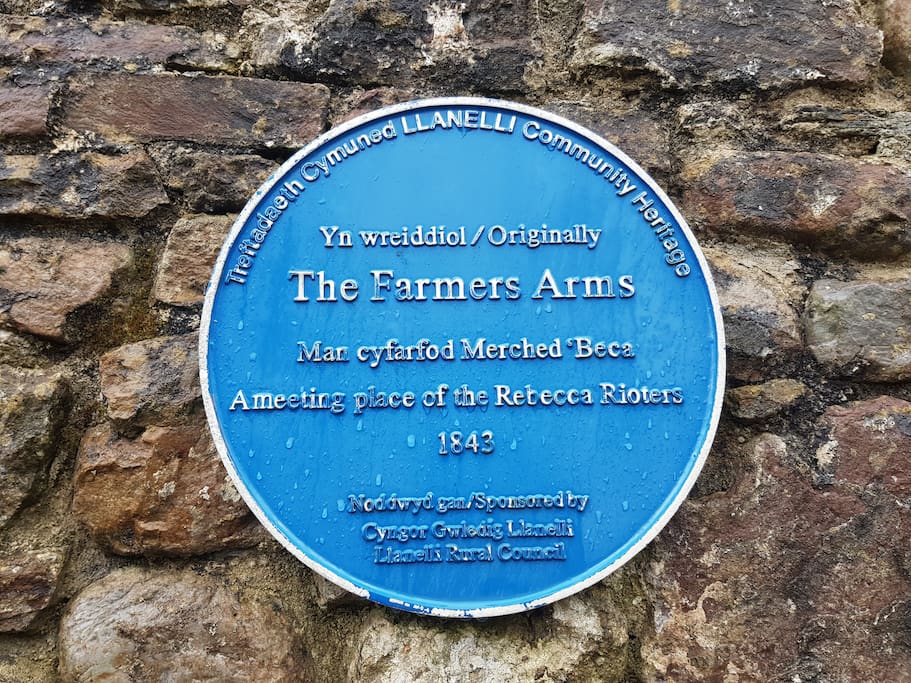 Treftadaeth Cymuned LLANELLI Community Heritage
Yn wreiddiol / Originally
The Farmers Arms
Man cyfarfod Merched 'Beca
A meeting place of the Rebecca Rioters
1843
Noddwyd gan/Sponsored by
Cyngor Gwledig Llanelli
Llanelli Rural Council